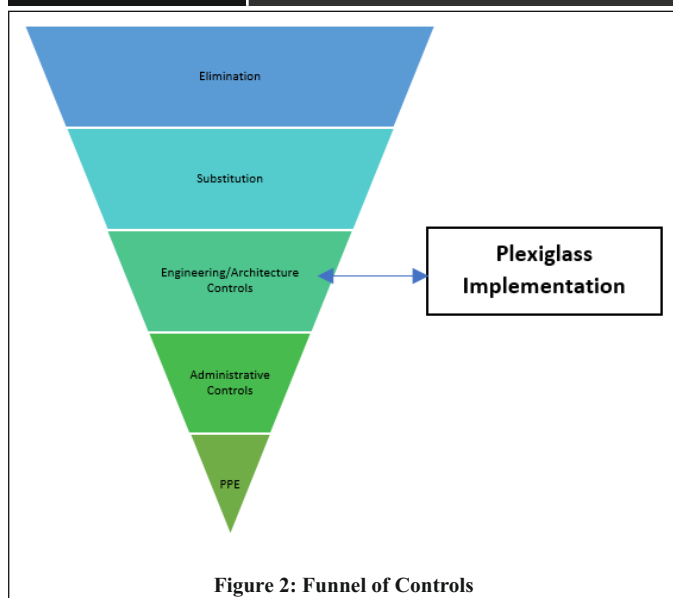 Elimination
Substitution
Engineering/Architecture
Controls
Plexiglass
Implementation
Administrative
Controls
PPE
Figure 2: Funnel of Controls